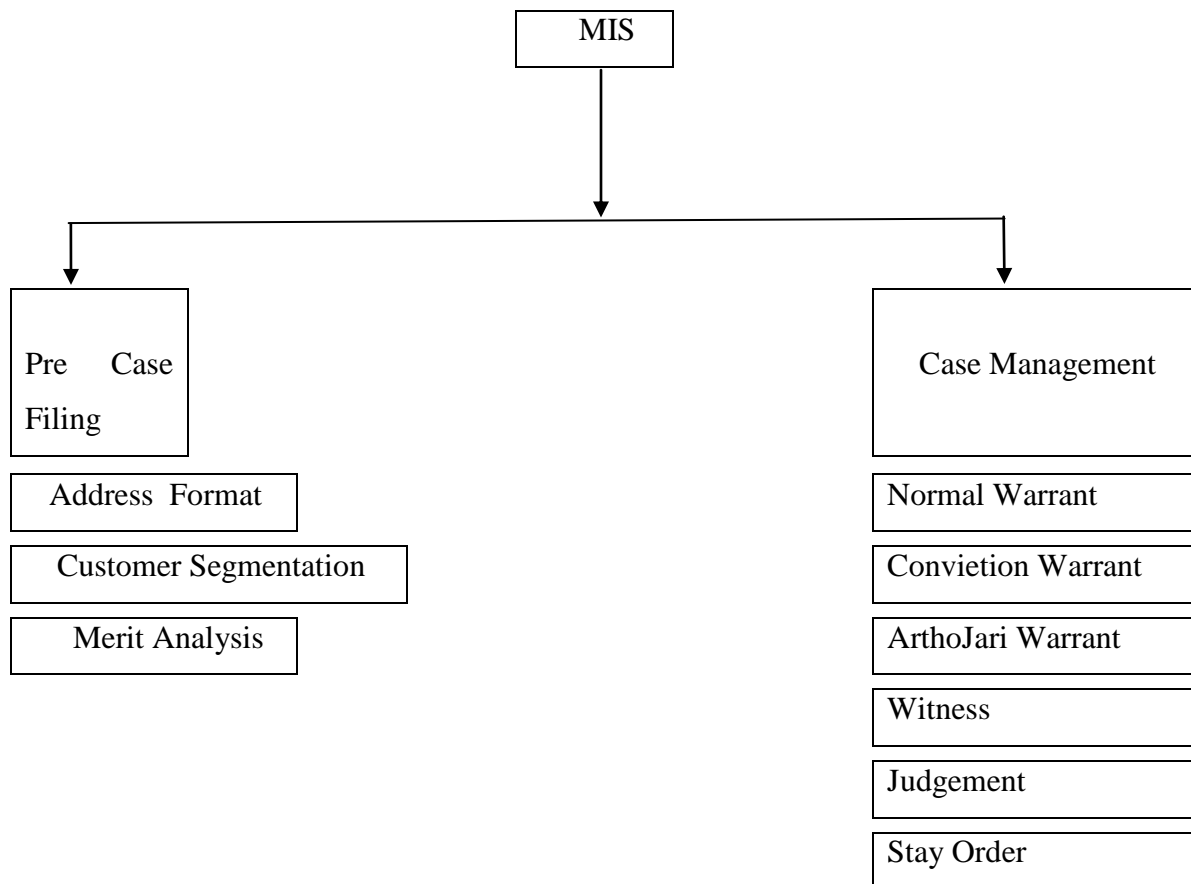 MIS
Pre Case
Filing
Address Format
Customer Segmentation
Merit Analysis
Case Management
Normal Warrant
Convietion Warrant
ArthoJari Warrant
Witness
Judgement
Stay Order